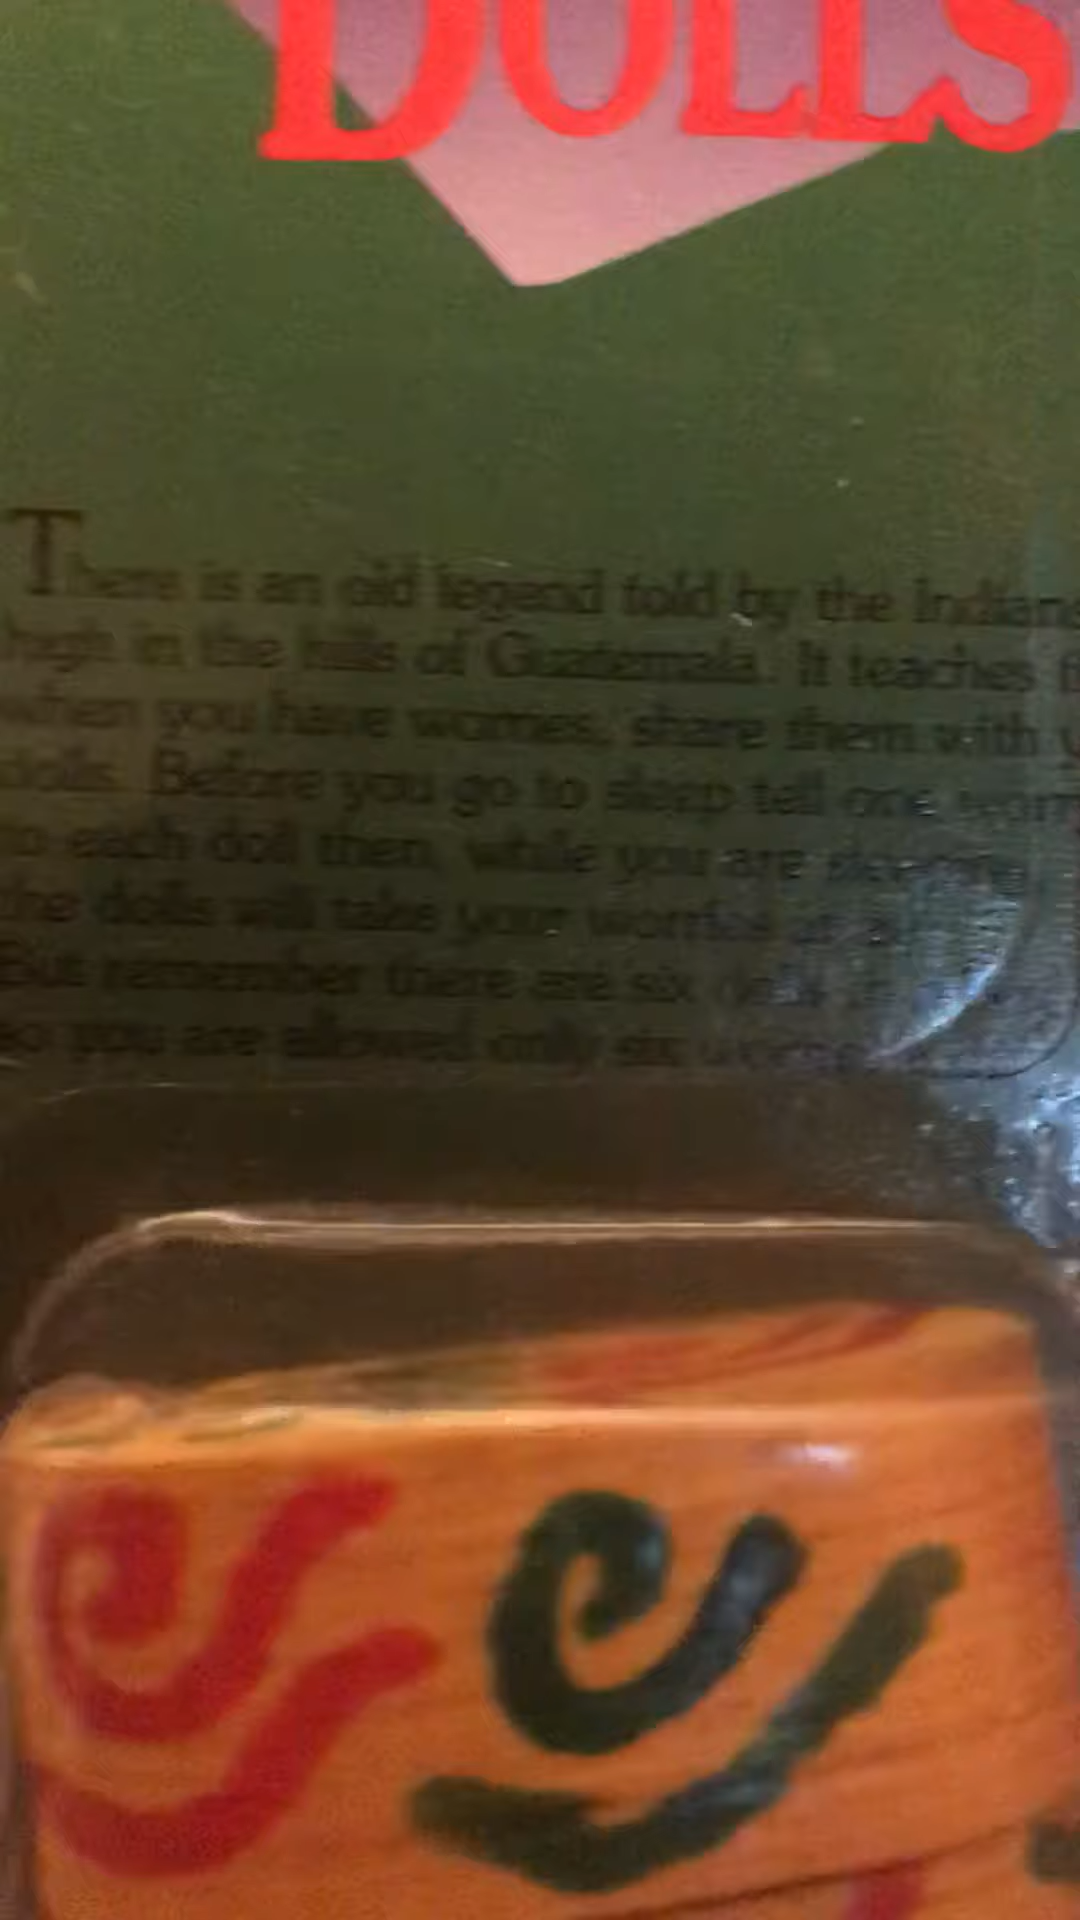 DOLLS
There is an old legend told by the Indians
high in the hills of Guatemala. It teaches
when you have worries, share them with
dolls. Before you go to sleep tell one
to each doll then, while you are sleeping
the dolls will take your worries
But remember there are six
so you are allowed only six